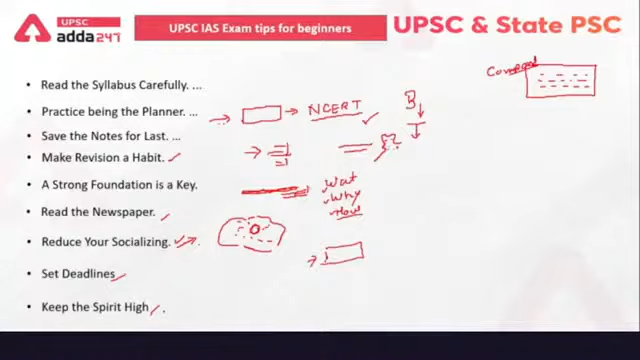 UPSC
adda247
UPSC IAS Exam tips for beginners
UPSC & State PSC
Read the Syllabus Carefully. ...
Practice being the Planner. ...
Save the Notes for Last. ...
Make Revision a Habit.
A Strong Foundation is a Key.
Read the Newspaper.
Reduce Your Socializing.
Set Deadlines
Keep the Spirit High
NCERT
B
I
Wat
Why
How